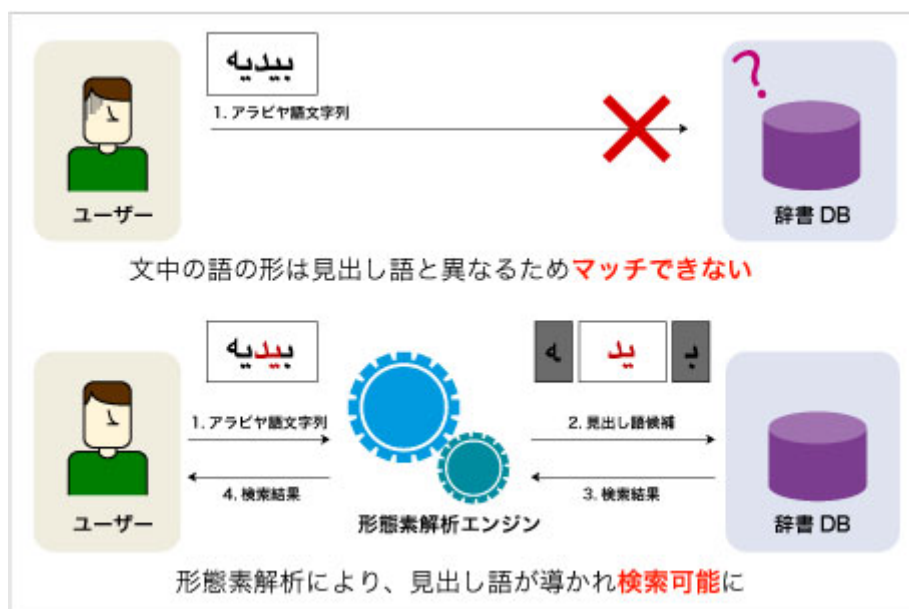 بيديه
?
1. アラビヤ語文字列
ユーザー
辞書 DB
文中の語の形は見出し語と異なるためマッチできない
بيديه
ه يد بـ
1. アラビヤ語文字列
2. 見出し語候補
4. 検索結果
3. 検索結果
ユーザー
形態素解析エンジン
辞書 DB
形態素解析により、見出し語が導かれ検索可能に